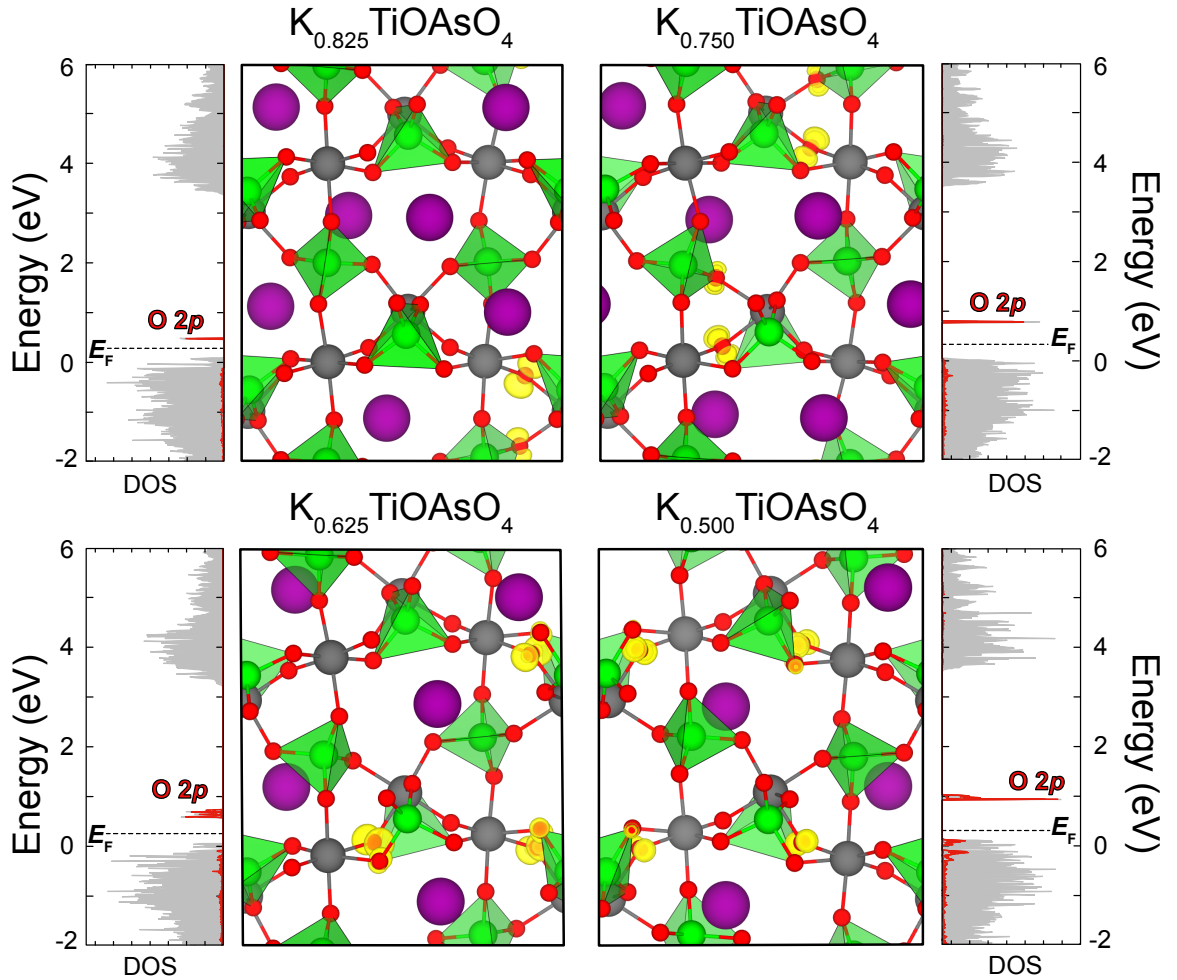 K0.825TiOAsO4
K0.750TiOAsO4
6
4
2
0
-2
Energy (eV)
O 2p
EF
DOS
6
4
2
0
-2
Energy (eV)
O 2p
EF
DOS
K0.625TiOAsO4
K0.500TiOAsO4
6
4
2
0
-2
Energy (eV)
O 2p
EF
DOS
6
4
2
0
-2
Energy (eV)
O 2p
EF
DOS